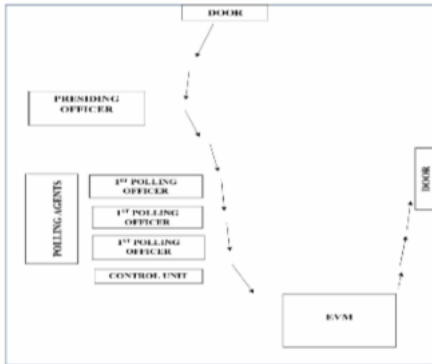 DOOR
PRESIDING
OFFICER
POLLING AGENTS
1ST POLLING
OFFICER
1ST POLLING
OFFICER
1ST POLLING
OFFICER
CONTROL UNIT
DOOR
EVM